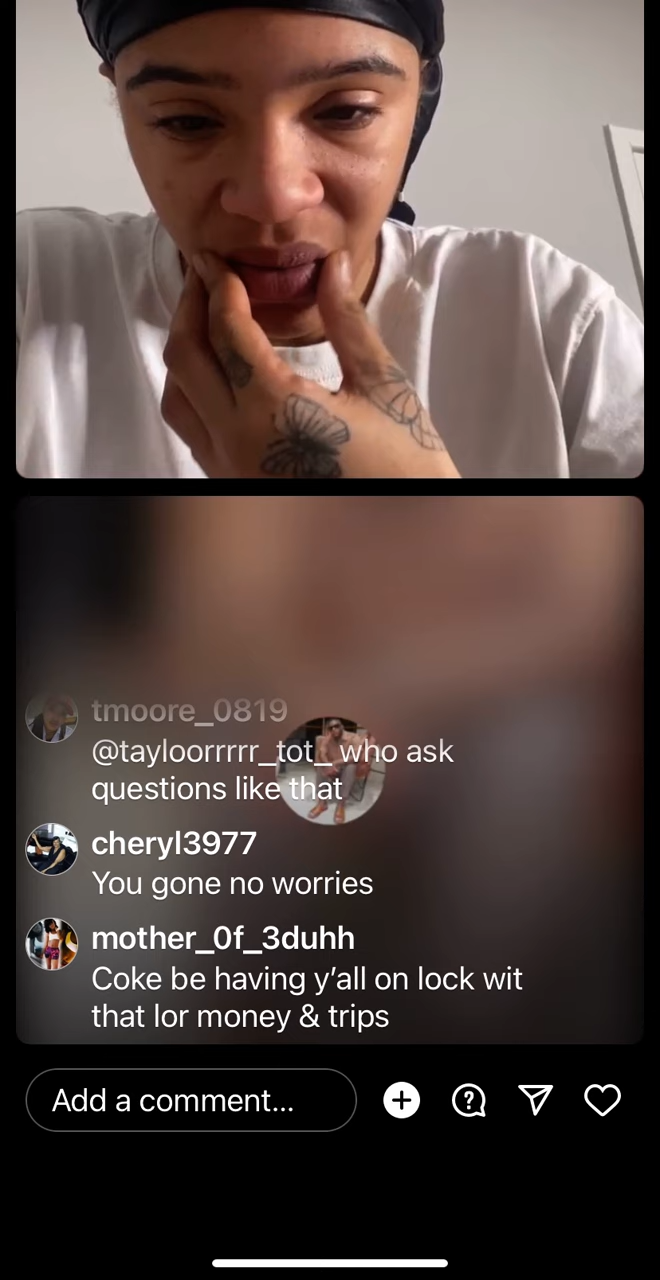 tmoore_0819
@tayloorrrrr_tot_ who ask
questions like that
cheryl3977
You gone no worries
mother_0f_3duhh
Coke be having y’all on lock wit
that lor money & trips
Add a comment...